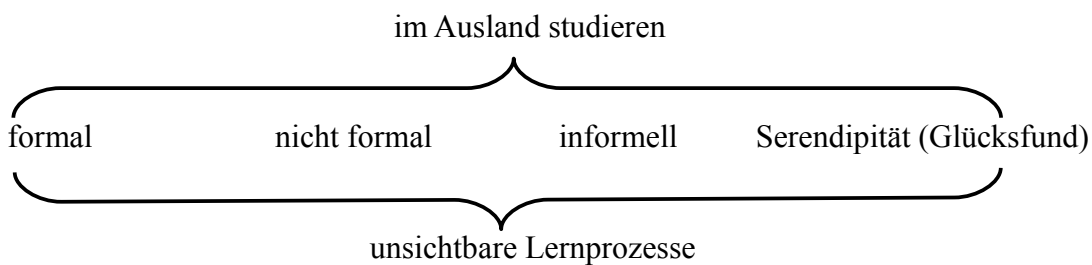 im Ausland studieren
formal nicht formal informell Serendipität (Glücksfund)
unsichtbare Lernprozesse